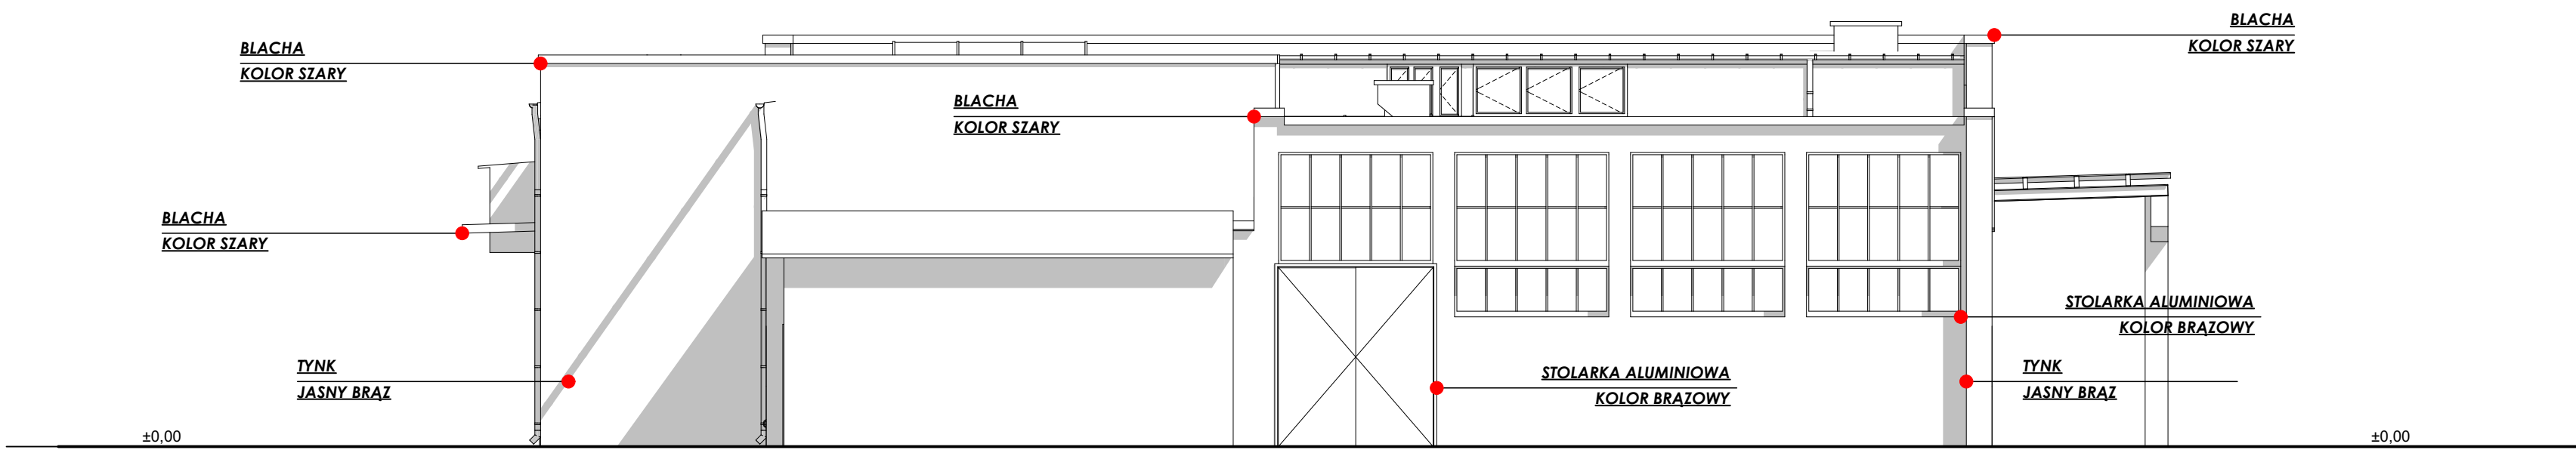 BLACHA
KOLOR SZARY
BLACHA
KOLOR SZARY
BLACHA
KOLOR SZARY
BLACHA
KOLOR SZARY
STOLARKA ALUMINIOWA
KOLOR BRĄZOWY
TYNK
JASNY BRĄZ
STOLARKA ALUMINIOWA
KOLOR BRĄZOWY
TYNK
JASNY BRĄZ
±0,00
±0,00